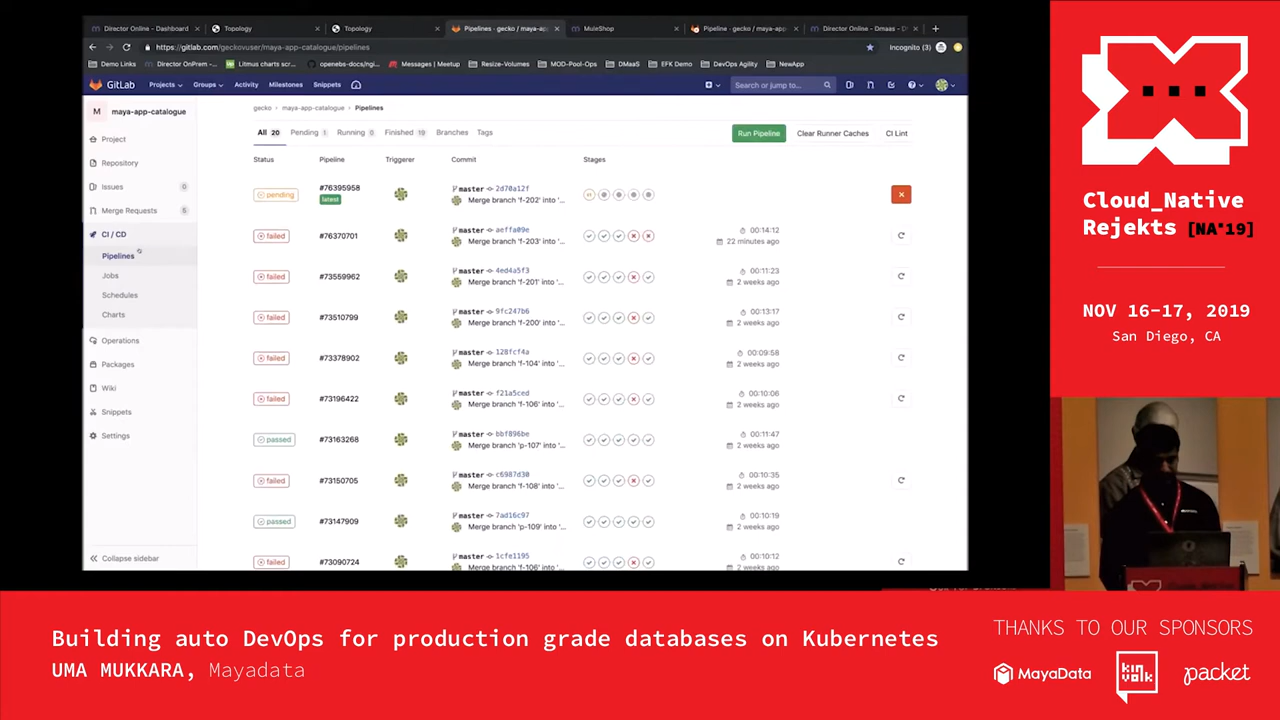 Director Online - Dashboard
Topology
Topology
Pipelines · gecko / maya-app
MuleShop
Pipeline · gecko / maya-app
Director Online - Dmaas
https://gitlab.com/geckovuser/maya-app-catalogue/pipelines
Incognito (3)
Demo Links
Director OnPrem
Litmus charts scr...
openebs-docs/ngi...
Messages | Meetup
Resize-Volumes
MOD-Pool-Ops
DMaaS
EFK Demo
DevOps Agility
NewApp
GitLab
Projects
Groups
Activity
Milestones
Snippets
Search or jump to...
M
maya-app-catalogue
Project
Repository
Issues 0
Merge Requests 6
CI / CD
Pipelines
Jobs
Schedules
Charts
Operations
Packages
Wiki
Snippets
Settings
Collapse sidebar
gecko › maya-app-catalogue › Pipelines
All 20 Pending 1 Running 0 Finished 19 Branches Tags
Run Pipeline Clear Runner Caches CI Lint
Status Pipeline Triggerer Commit Stages
pending #76395958 latest master 2d70a12f
Merge branch 'f-202' into '...
failed #76370701 master aeffa09e 00:14:12
Merge branch 'f-203' into '... 22 minutes ago
failed #73559962 master 4ed4a5f3 00:11:23
Merge branch 'f-201' into '... 2 weeks ago
failed #73510799 master 9fc247b6 00:13:17
Merge branch 'f-200' into '... 2 weeks ago
failed #73378902 master 128fcf4a 00:09:58
Merge branch 'f-104' into '... 2 weeks ago
failed #73196422 master f21a5ced 00:10:06
Merge branch 'f-106' into '... 2 weeks ago
passed #73163268 master bbf896be 00:11:47
Merge branch 'p-107' into '... 2 weeks ago
failed #73150705 master c6987d30 00:10:35
Merge branch 'f-108' into '... 2 weeks ago
passed #73147909 master 7ad16c97 00:10:19
Merge branch 'p-109' into '... 2 weeks ago
failed #73090724 master 1cfe1195 00:10:12
Merge branch 'f-106' into '... 2 weeks ago
Cloud_Native
Rejekts [NA'19]
NOV 16-17, 2019
San Diego, CA
Building auto DevOps for production grade databases on Kubernetes
UMA MUKKARA, Mayadata
THANKS TO OUR SPONSORS
MayaData
kinvolk
packet